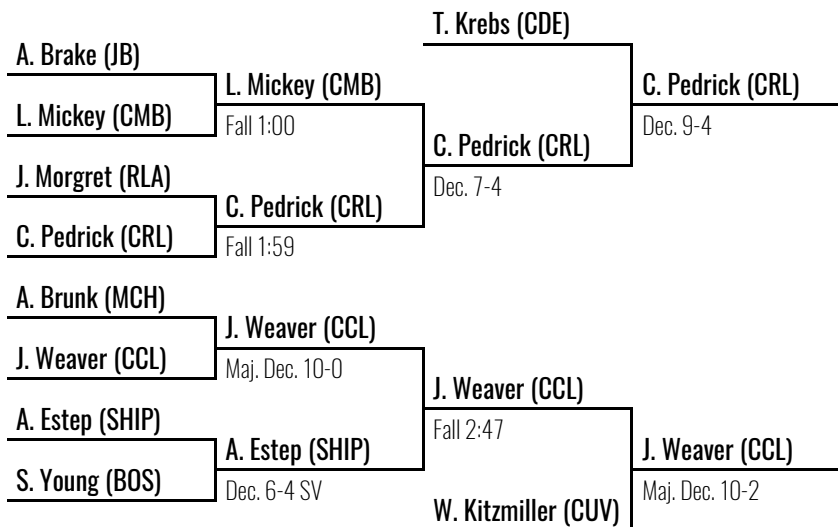 T. Krebs (CDE)
A. Brake (JB)
L. Mickey (CMB)
C. Pedrick (CRL)
L. Mickey (CMB)
Fall 1:00
Dec. 9-4
C. Pedrick (CRL)
J. Morgret (RLA)
Dec. 7-4
C. Pedrick (CRL)
C. Pedrick (CRL)
Fall 1:59
A. Brunk (MCH)
J. Weaver (CCL)
J. Weaver (CCL)
Maj. Dec. 10-0
J. Weaver (CCL)
A. Estep (SHIP)
Fall 2:47
A. Estep (SHIP)
J. Weaver (CCL)
S. Young (BOS)
Dec. 6-4 SV
Maj. Dec. 10-2
W. Kitzmiller (CUV)